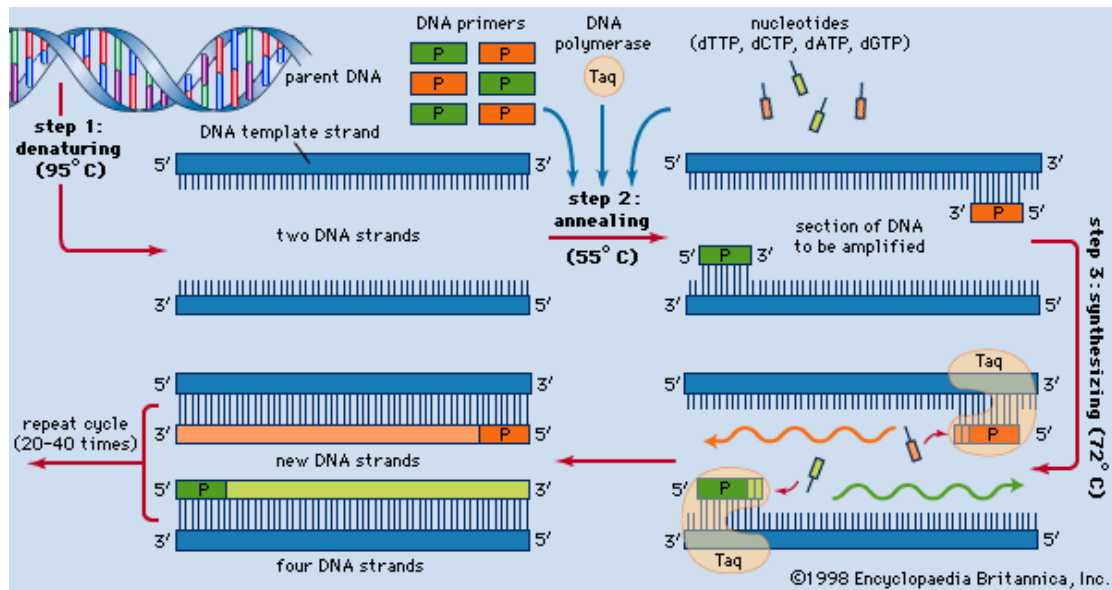 DNA primers
P P
P P
P P
DNA
polymerase
Taq
nucleotides
(dTTP, dCTP, dATP, dGTP)
parent DNA
step 1:
denaturing
(95° C)
DNA template strand
5′ 3′
two DNA strands
3′ 5′
step 2:
annealing
(55° C)
5′ 3′
3′ P 5′
section of DNA
to be amplified
5′ P 3′
3′ 5′
step 3: synthesizing (72° C)
Taq
5′ 3′
P 5′
5′ P
3′ 5′
Taq
5′ 3′
3′ P 5′
new DNA strands
5′ P 3′
3′ 5′
four DNA strands
repeat cycle
(20-40 times)
©1998 Encyclopaedia Britannica, Inc.